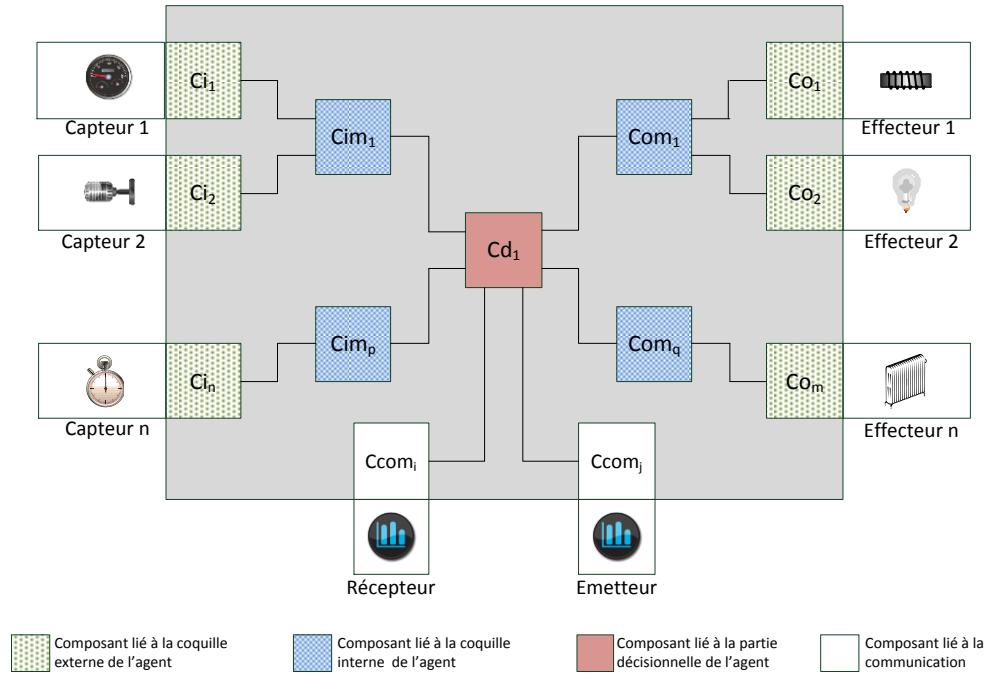 Ci1
Co1
Capteur 1
Effecteur 1
Cim1
Com1
Ci2
Co2
Capteur 2
Effecteur 2
Cd1
Cimp
Comq
Cin
Com
Capteur n
Effecteur n
Ccomi
Ccomj
Récepteur
Emetteur
Composant lié à la coquille
externe de l'agent
Composant lié à la coquille
interne de l'agent
Composant lié à la partie
décisionnelle de l'agent
Composant lié à la
communication